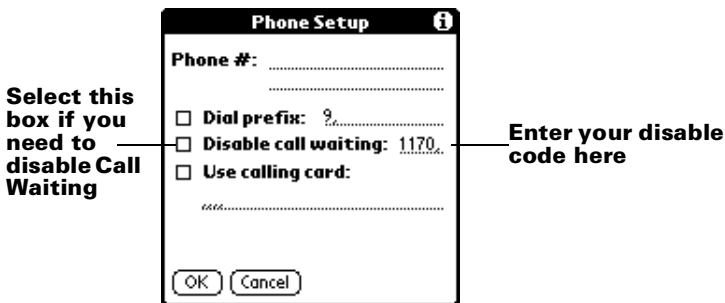 Phone Setup
Phone #:
Select this
box if you
need to
disable Call
Waiting
Dial prefix: 9,
Disable call waiting: 1170,
Enter your disable
code here
Use calling card:
,,,,
OK Cancel